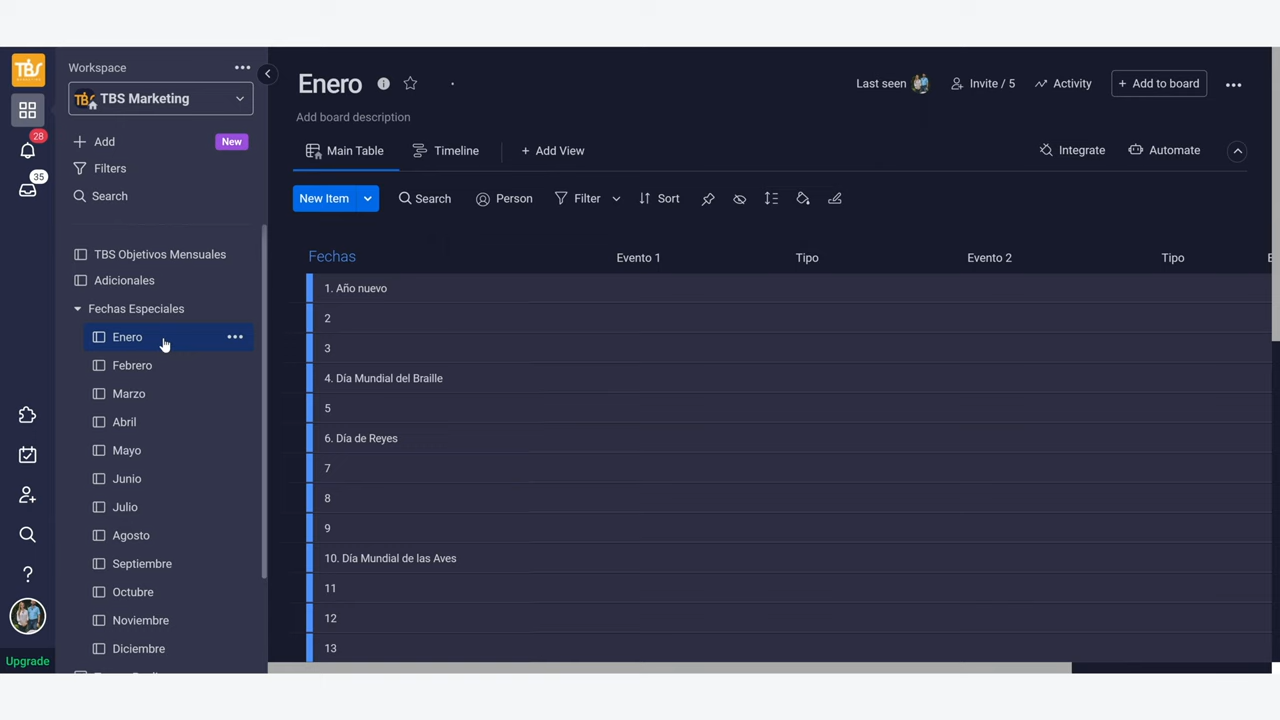 TBS
Workspace
TBS Marketing
Add
New
Filters
Search
28
35
TBS Objetivos Mensuales
Adicionales
Fechas Especiales
Enero
Febrero
Marzo
Abril
Mayo
Junio
Julio
Agosto
Septiembre
Octubre
Noviembre
Diciembre
Upgrade
Enero
Last seen
Invite / 5
Activity
+ Add to board
Add board description
Main Table
Timeline
+ Add View
Integrate
Automate
New Item
Search
Person
Filter
Sort
Fechas Evento 1 Tipo Evento 2 Tipo
1. Año nuevo
2
3
4. Día Mundial del Braille
5
6. Día de Reyes
7
8
9
10. Día Mundial de las Aves
11
12
13